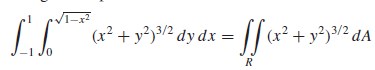 ∫_{-1}^{1} ∫_{0}^{√(1−x²)} (x² + y²)^{3/2} dy dx = ∬_R (x² + y²)^{3/2} dA